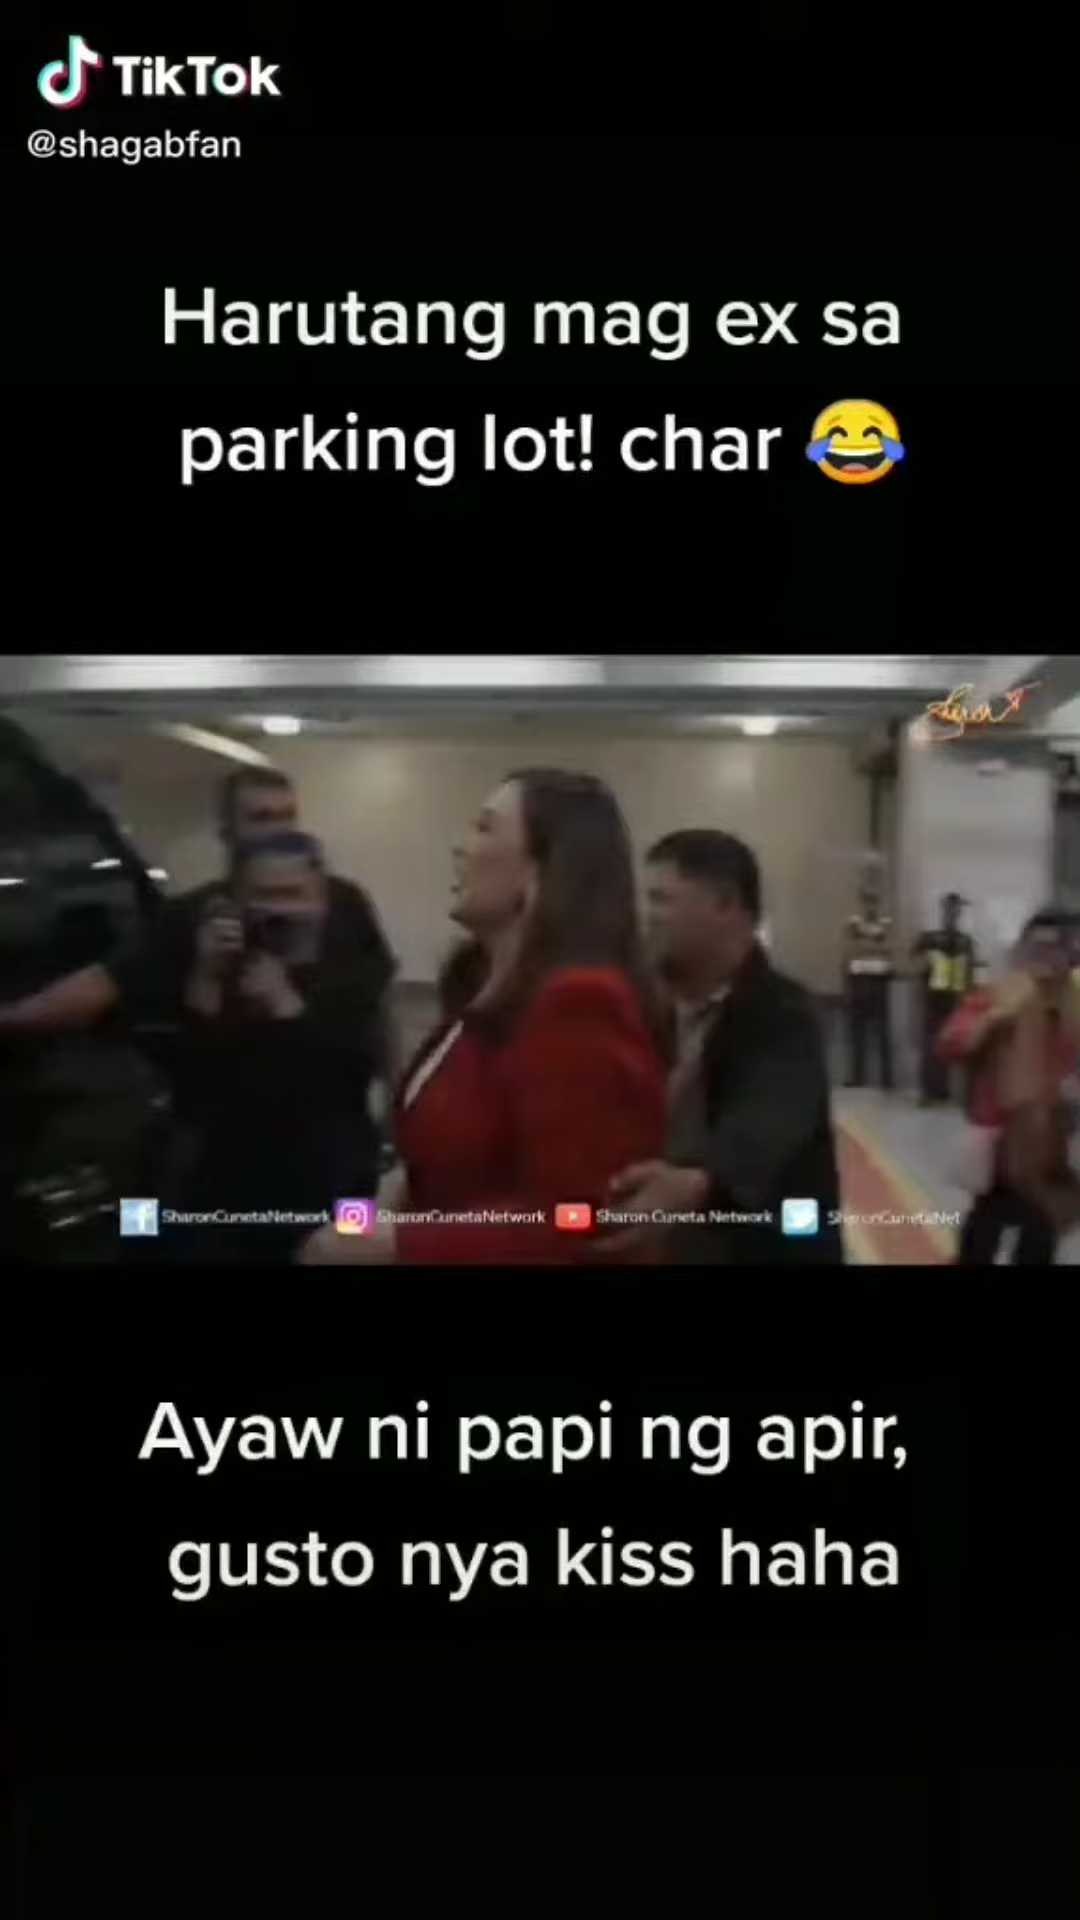 TikTok
@shagabfan
Harutang mag ex sa
parking lot! char 😂
SharonCunetaNetwork SharonCunetaNetwork Sharon Cuneta Network SharonCunetaNet
Ayaw ni papi ng apir,
gusto nya kiss haha